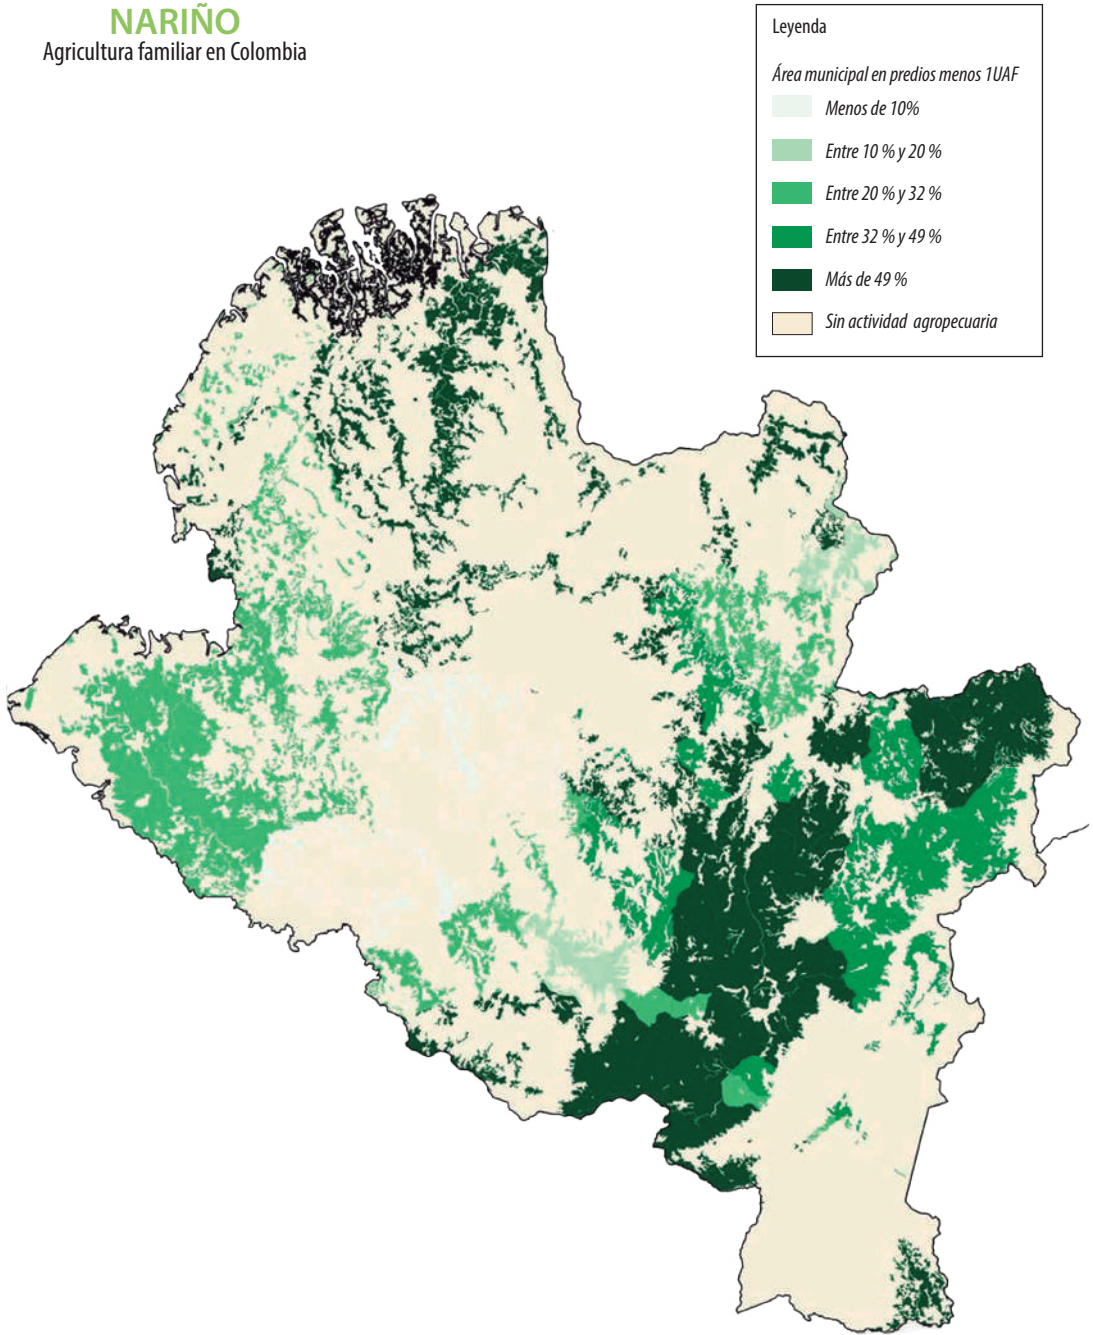 NARIÑO
Agricultura familiar en Colombia
Leyenda
Área municipal en predios menos 1UAF
Menos de 10%
Entre 10 % y 20 %
Entre 20 % y 32 %
Entre 32 % y 49 %
Más de 49 %
Sin actividad agropecuaria